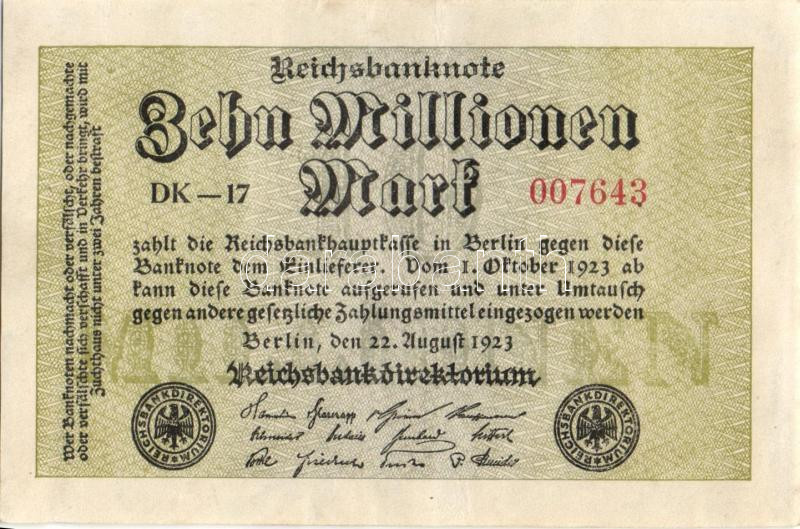 Reichsbanknote
Zehn Millionen
Mark
DK — 17
007643
zahlt die Reichsbankhauptkasse in Berlin gegen diese
Banknote dem Einlieferer. Vom 1. Oktober 1923 ab
kann diese Banknote aufgerufen und unter Umtausch
gegen andere gesetzliche Zahlungsmittel eingezogen werden
Berlin, den 22. August 1923
Reichsbankdirektorium
REICHSBANKDIREKTORIUM
REICHSBANKDIREKTORIUM
Wer Banknoten nachmacht oder verfälscht, oder nachgemachte
oder verfälschte sich verschafft und in Verkehr bringt, wird mit
Zuchthaus nicht unter zwei Jahren bestraft
darabanth.com